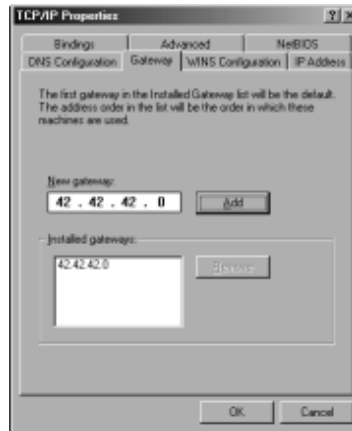 TCP/IP Properties
Bindings Advanced NetBIOS
DNS Configuration Gateway WINS Configuration IP Address
The first gateway in the Installed Gateway list will be the default.
The address order in the list will be the order in which these
machines are used.
New gateway:
42 . 42 . 42 . 0 Add
Installed gateways:
42.42.42.0 Remove
OK Cancel